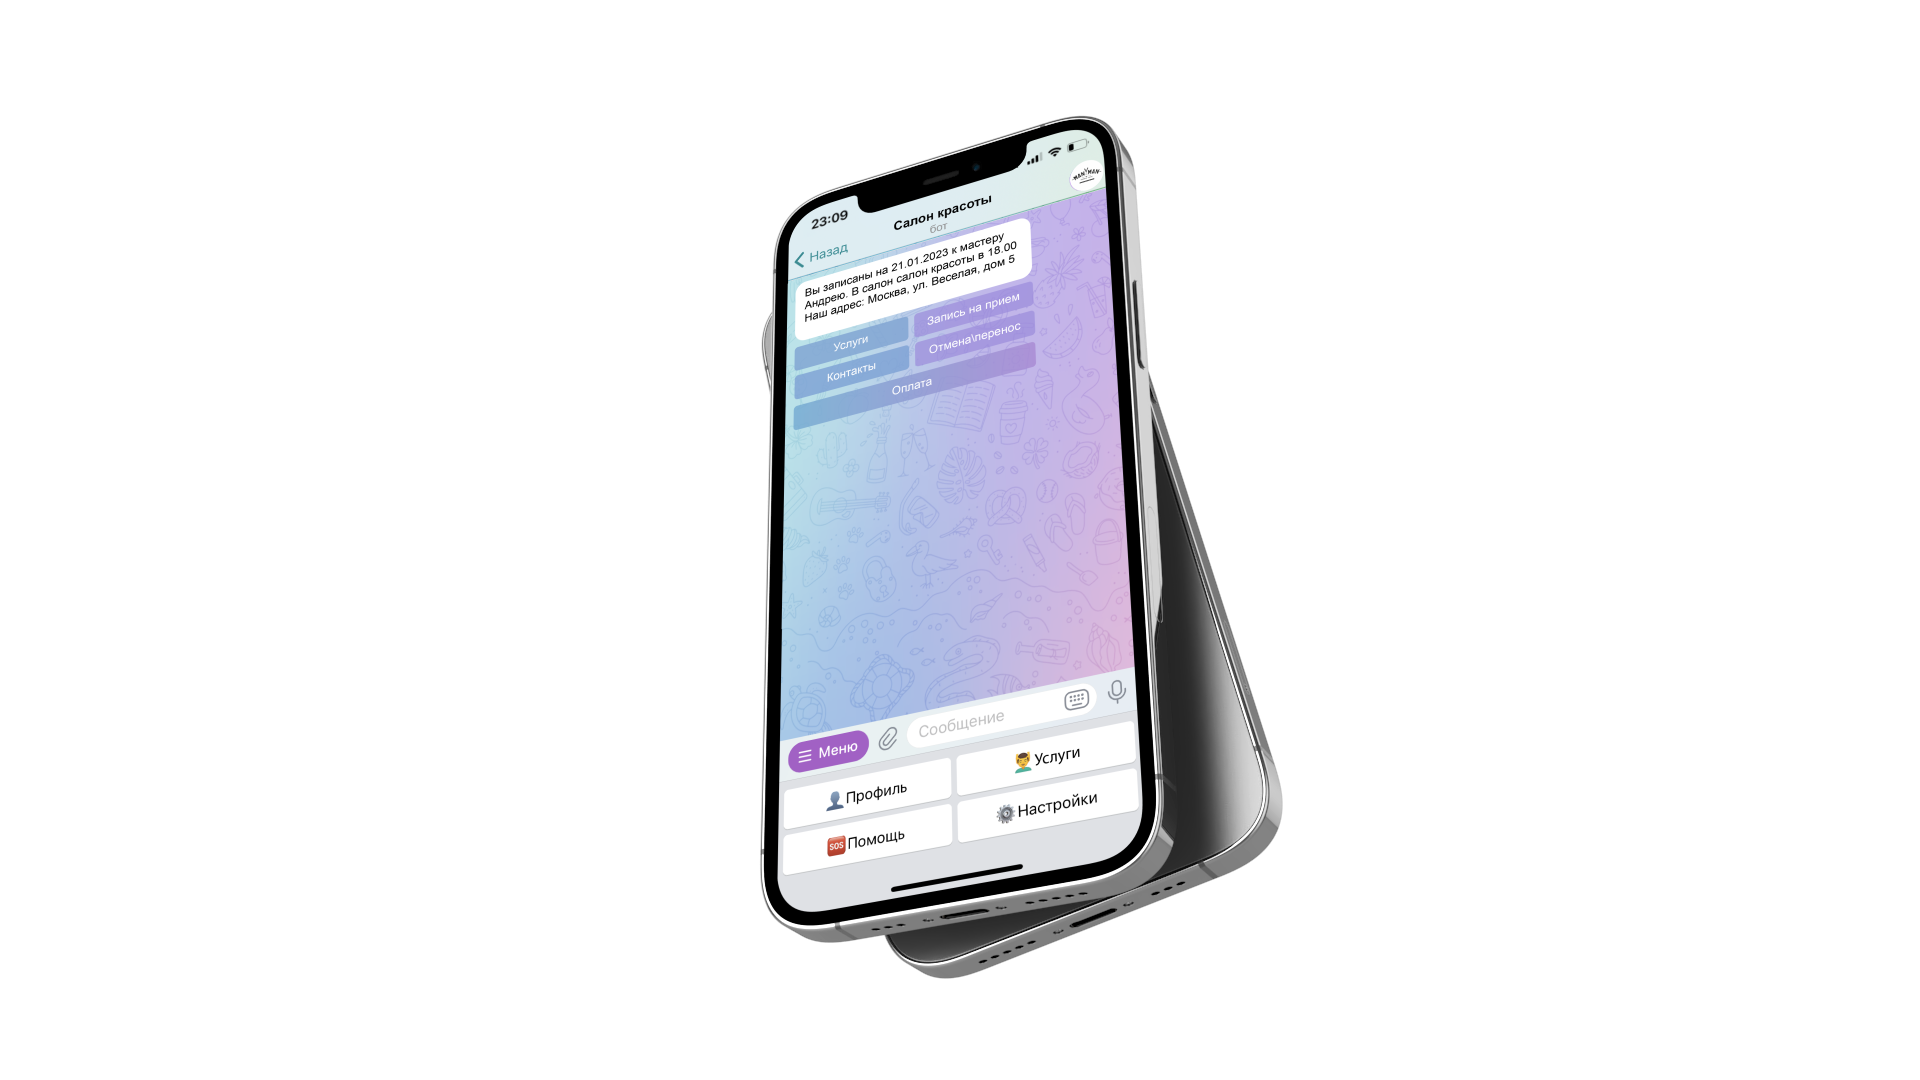 23:09
Назад
Салон красоты
бот
MANYMAN
Вы записаны на 21.01.2023 к мастеру
Андрею. В салон салон красоты в 18.00
Наш адрес: Москва, ул. Веселая, дом 5
Услуги
Запись на прием
Контакты
Отмена\перенос
Оплата
Меню
Сообщение
Профиль
Услуги
SOS Помощь
Настройки